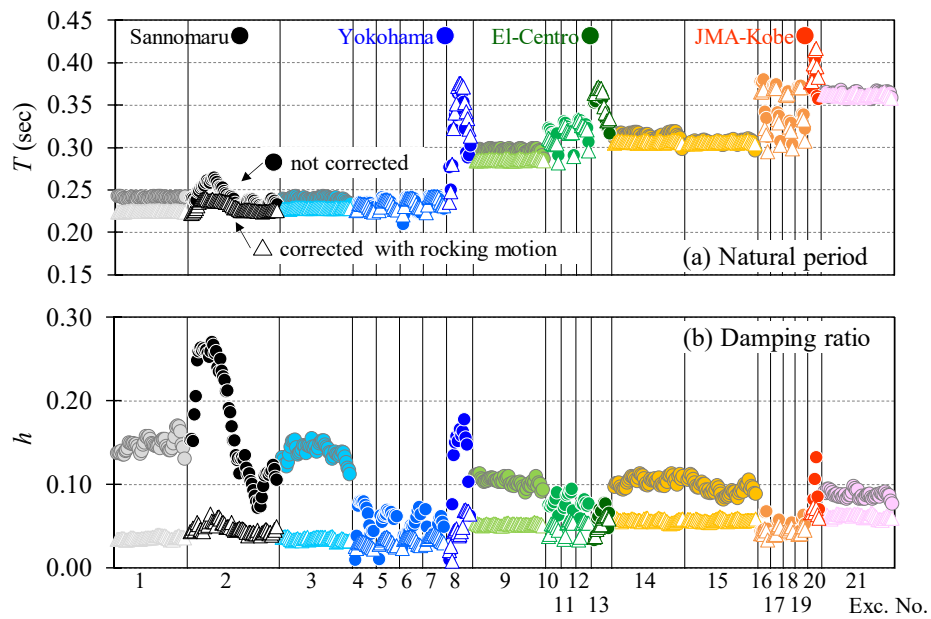 0.45
Sannomaru Yokohama El-Centro JMA-Kobe
0.40
0.35
T (sec)
0.30
not corrected
0.25
0.20
corrected with rocking motion
(a) Natural period
0.15
0.30
(b) Damping ratio
0.20
h
0.10
0.00
1 2 3 4 5 6 7 8 9 10 12 14 15 16 18 20 21
11 13 17 19 Exc. No.